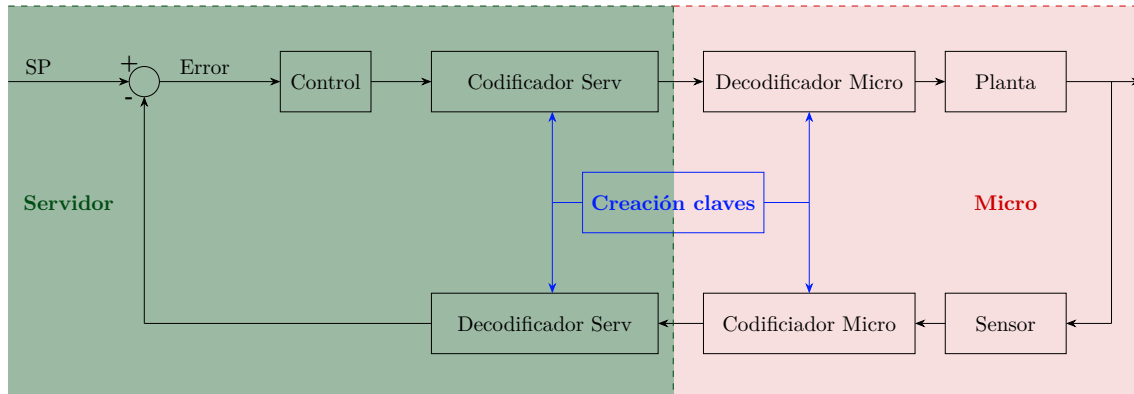 SP
+
-
Error
Control
Codificador Serv
Decodificador Micro
Planta
Servidor
Creación claves
Micro
Decodificador Serv
Codificiador Micro
Sensor